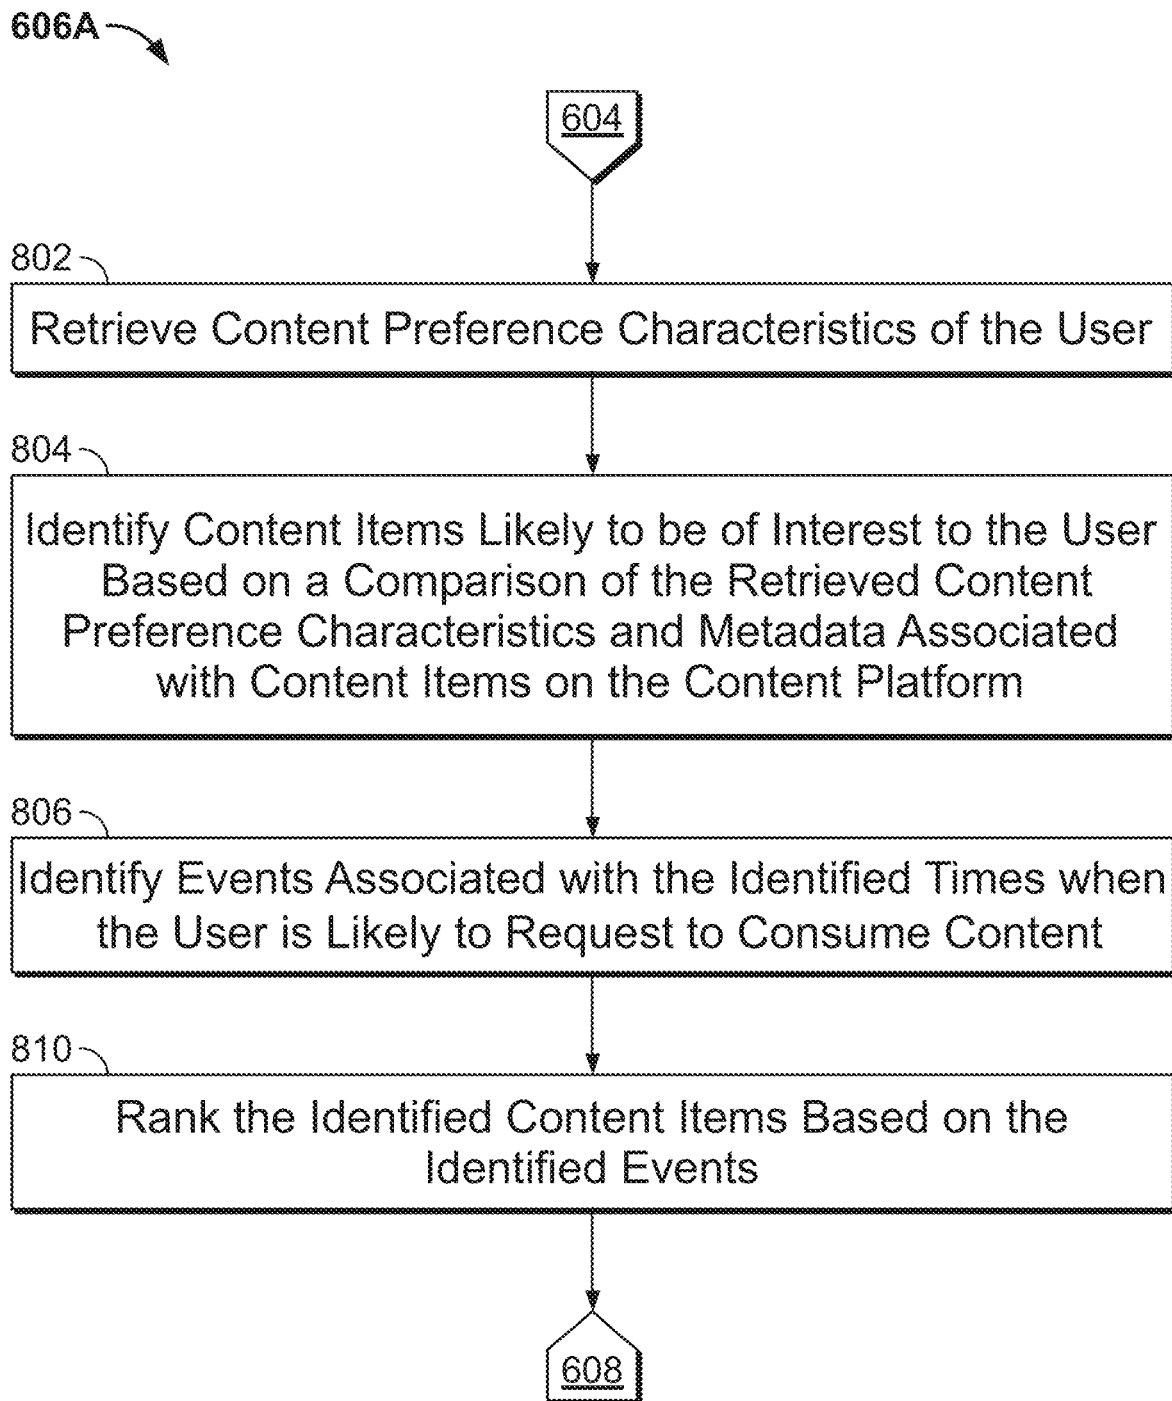 606A
604
802
Retrieve Content Preference Characteristics of the User
804
Identify Content Items Likely to be of Interest to the User
Based on a Comparison of the Retrieved Content
Preference Characteristics and Metadata Associated
with Content Items on the Content Platform
806
Identify Events Associated with the Identified Times when
the User is Likely to Request to Consume Content
810
Rank the Identified Content Items Based on the
Identified Events
608